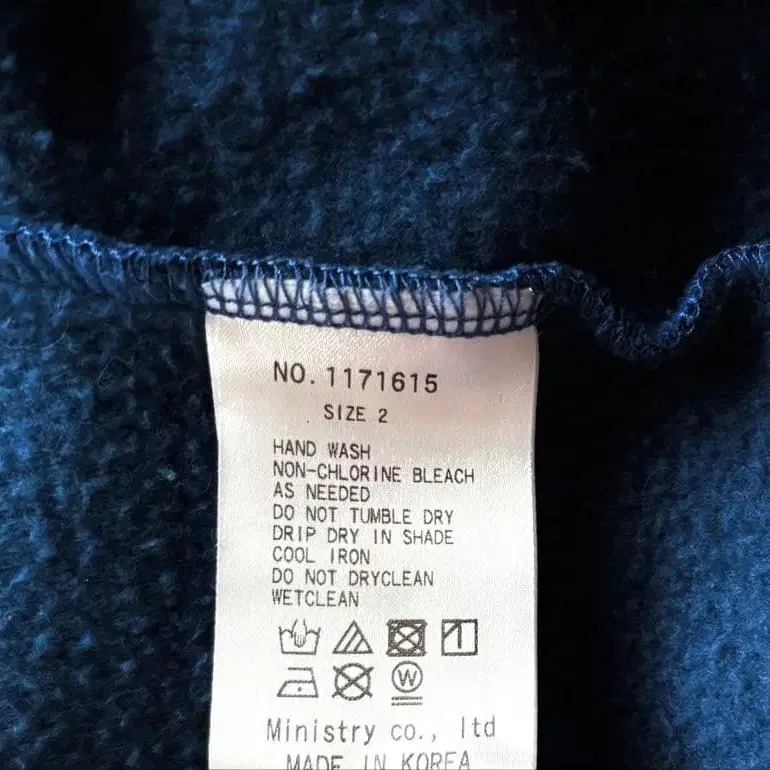 NO. 1171615
SIZE 2
HAND WASH
NON-CHLORINE BLEACH
AS NEEDED
DO NOT TUMBLE DRY
DRIP DRY IN SHADE
COOL IRON
DO NOT DRYCLEAN
WETCLEAN
W
Ministry co., ltd
MADE IN KOREA